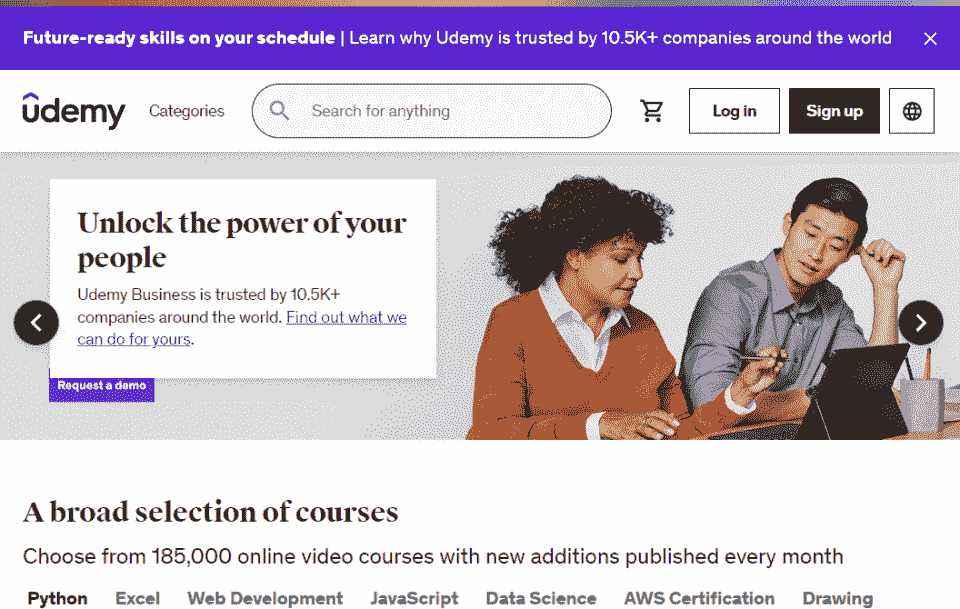 Future-ready skills on your schedule | Learn why Udemy is trusted by 10.5K+ companies around the world
udemy Categories Search for anything Log in Sign up
Unlock the power of your
people
Udemy Business is trusted by 10.5K+
companies around the world. Find out what we
can do for yours.
Request a demo
A broad selection of courses
Choose from 185,000 online video courses with new additions published every month
Python Excel Web Development JavaScript Data Science AWS Certification Drawing